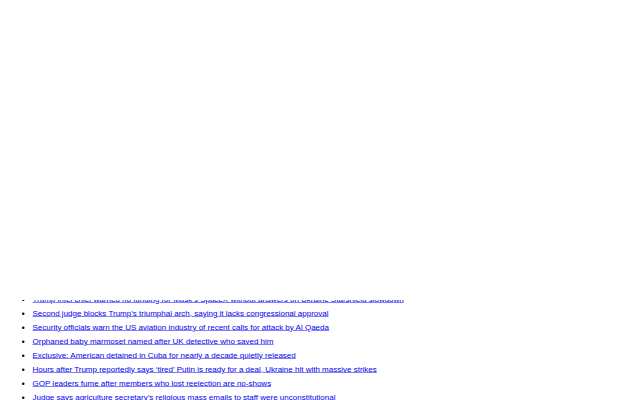 Second judge blocks Trump's triumphal arch, saying it lacks congressional approval
Security officials warn the US aviation industry of recent calls for attack by Al Qaeda
Orphaned baby marmoset named after UK detective who saved him
Exclusive: American detained in Cuba for nearly a decade quietly released
Hours after Trump reportedly says 'tired' Putin is ready for a deal, Ukraine hit with massive strikes
GOP leaders fume after members who lost reelection are no-shows
Judge says agriculture secretary's religious mass emails to staff were unconstitutional